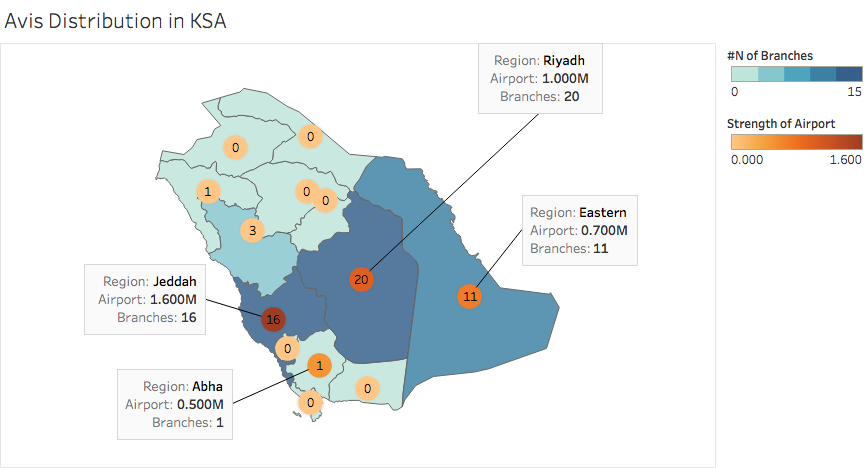 Avis Distribution in KSA
Region: Riyadh
Airport: 1.000M
Branches: 20
#N of Branches
0 15
Strength of Airport
0.000 1.600
0
0
1
0
0
3
Region: Eastern
Airport: 0.700M
Branches: 11
20
11
Region: Jeddah
Airport: 1.600M
Branches: 16
16
0
1
Region: Abha
Airport: 0.500M
Branches: 1
0
0